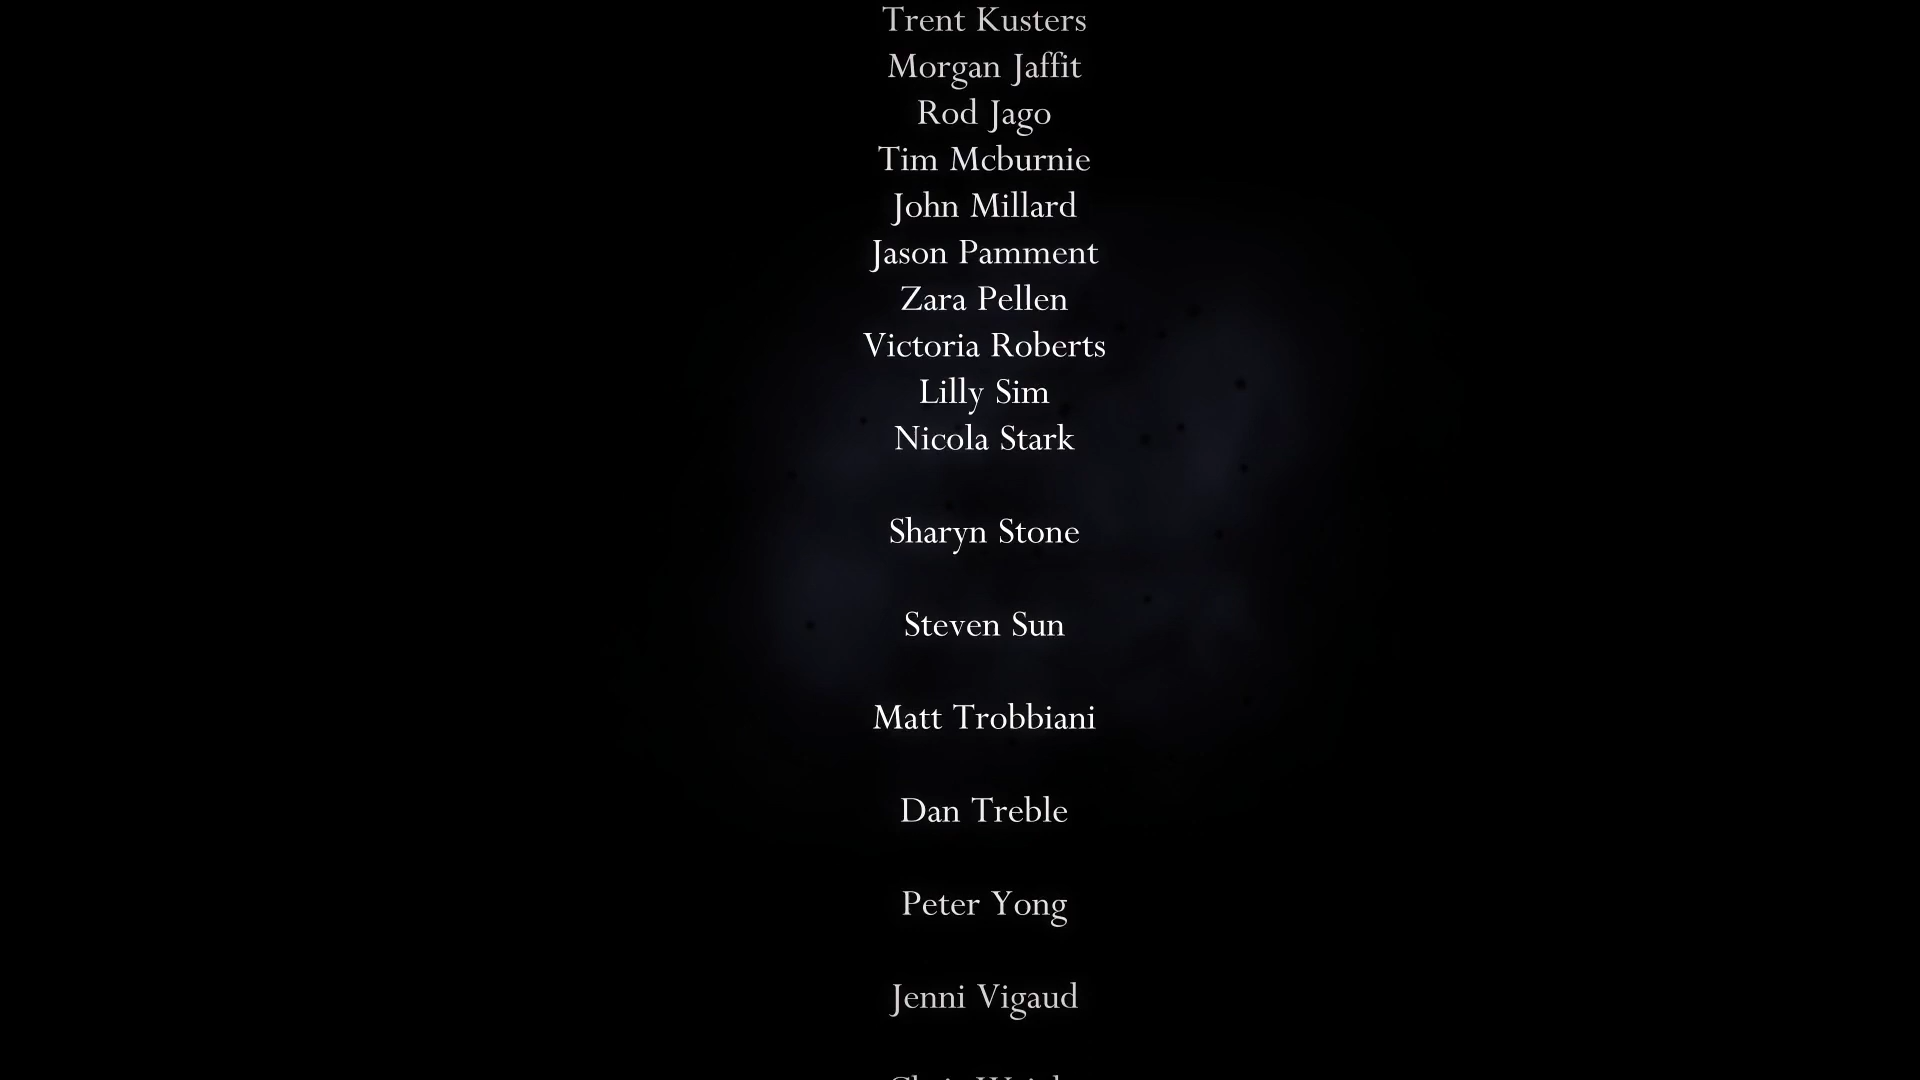 Trent Kusters
Morgan Jaffit
Rod Jago
Tim Mcburnie
John Millard
Jason Pamment
Zara Pellen
Victoria Roberts
Lilly Sim
Nicola Stark
Sharyn Stone
Steven Sun
Matt Trobbiani
Dan Treble
Peter Yong
Jenni Vigaud